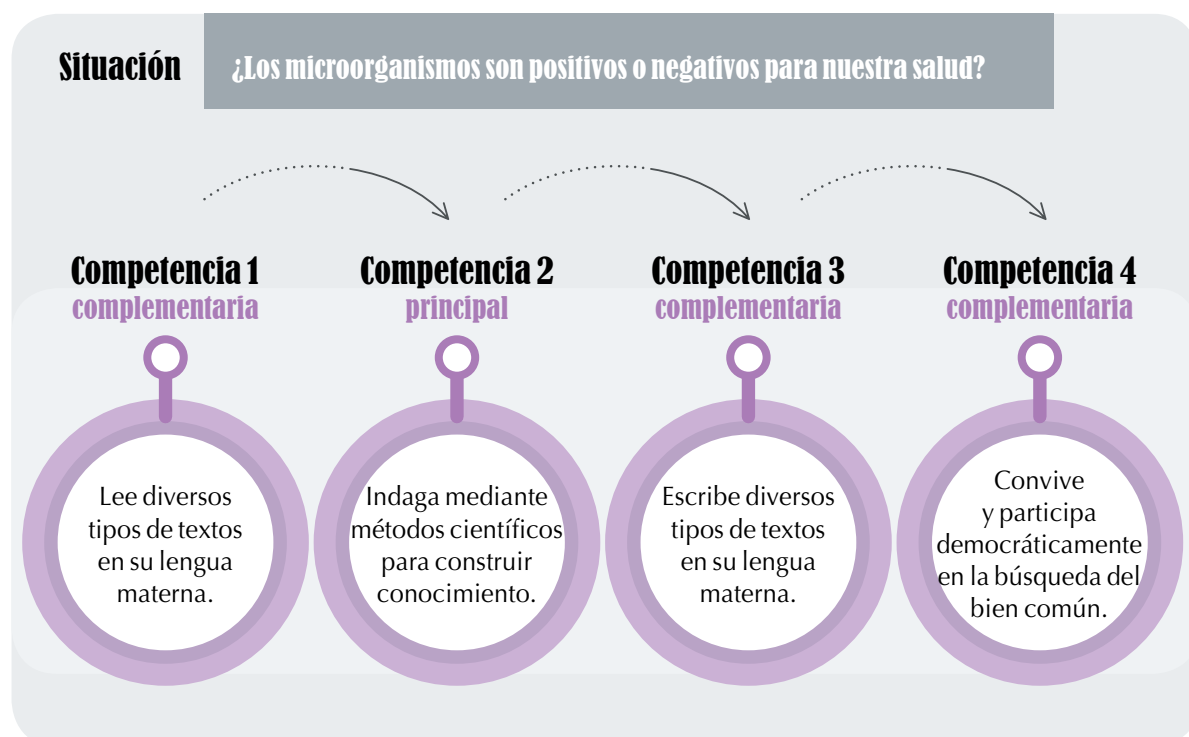 Situación
¿Los microorganismos son positivos o negativos para nuestra salud?
Competencia 1
complementaria
Competencia 2
principal
Competencia 3
complementaria
Competencia 4
complementaria
Lee diversos
tipos de textos
en su lengua
materna.
Indaga mediante
métodos científicos
para construir
conocimiento.
Escribe diversos
tipos de textos
en su lengua
materna.
Convive
y participa
democráticamente
en la búsqueda del
bien común.